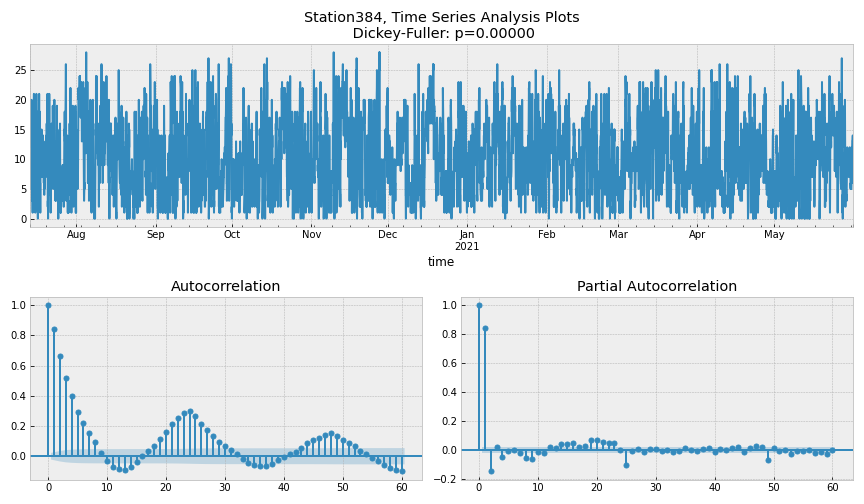 Station384, Time Series Analysis Plots
Dickey-Fuller: p=0.00000
25
20
15
10
5
0
Aug Sep Oct Nov Dec Jan Feb Mar Apr May
2021
time
Autocorrelation Partial Autocorrelation
1.0 1.0
0.8 0.8
0.6 0.6
0.4 0.4
0.2 0.2
0.0 0.0
−0.2
0 10 20 30 40 50 60 0 10 20 30 40 50 60